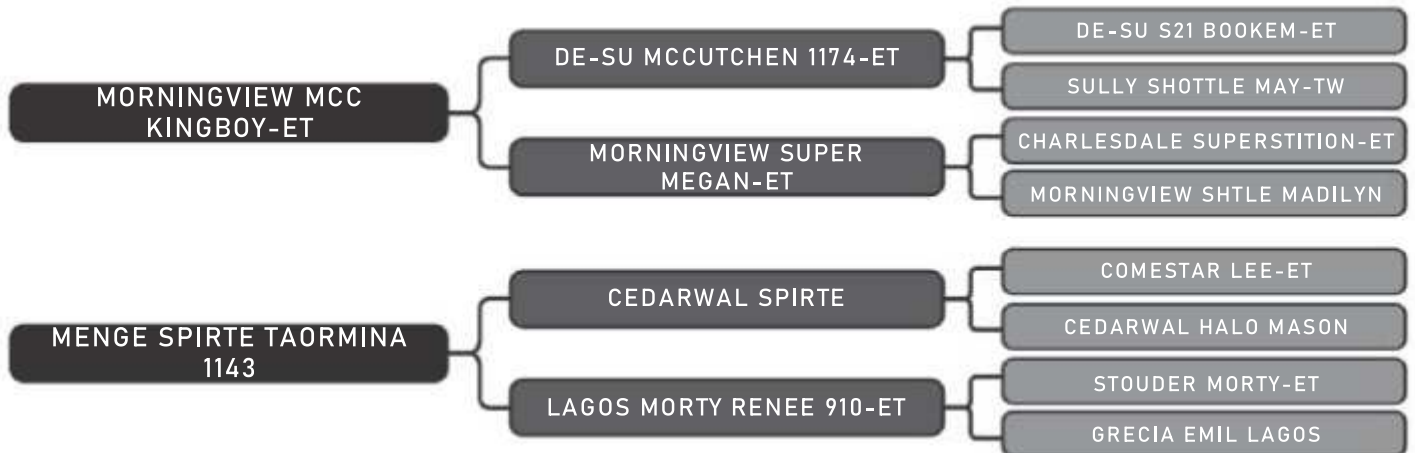 MORNINGVIEW MCC
KINGBOY-ET
DE-SU MCCUTCHEN 1174-ET
DE-SU S21 BOOKEM-ET
SULLY SHOTTLE MAY-TW
MORNINGVIEW SUPER
MEGAN-ET
CHARLESDALE SUPERSTITION-ET
MORNINGVIEW SHTLE MADILYN
MENGE SPIRTE TAORMINA
1143
CEDARWAL SPIRTE
COMESTAR LEE-ET
CEDARWAL HALO MASON
LAGOS MORTY RENEE 910-ET
STOUDER MORTY-ET
GRECIA EMIL LAGOS